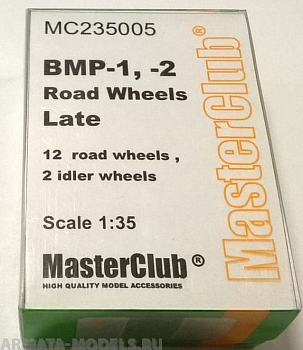 MC235005
BMP-1, -2
Road Wheels
Late
12 road wheels ,
2 idler wheels
Scale 1:35
MasterClub®
HIGH QUALITY MODEL ACCESSORIES
MasterClub®
ARMATA-MODELS.RU